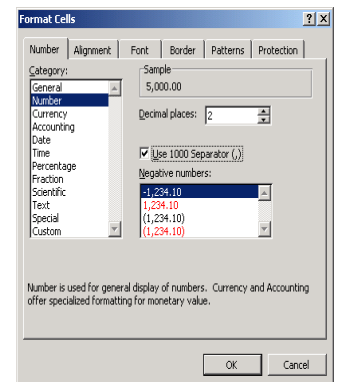 Format Cells
Number Alignment Font Border Patterns Protection
Category:
General
Number
Currency
Accounting
Date
Time
Percentage
Fraction
Scientific
Text
Special
Custom
Sample
5,000.00
Decimal places: 2
Use 1000 Separator (,)
Negative numbers:
-1,234.10
1,234.10
(1,234.10)
(1,234.10)
Number is used for general display of numbers. Currency and Accounting
offer specialized formatting for monetary value.
OK Cancel